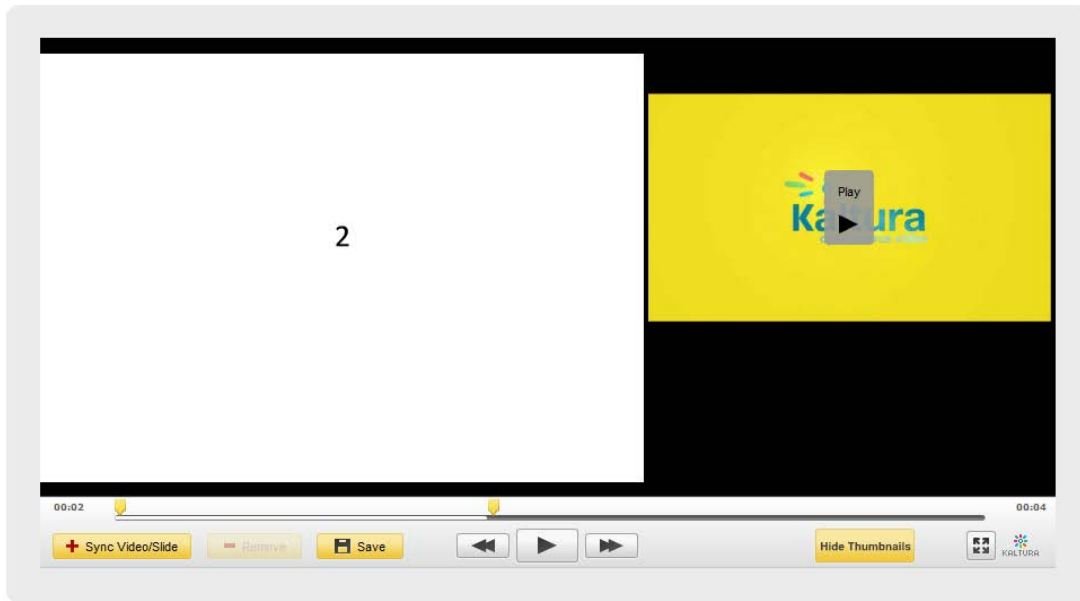 2
Play
Kaltura
00:02
00:04
Sync Video/Slide
Remove
Save
Hide Thumbnails
KALTURA